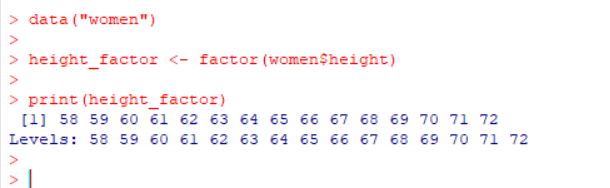 > data("women")
>
> height_factor <- factor(women$height)
>
> print(height_factor)
 [1] 58 59 60 61 62 63 64 65 66 67 68 69 70 71 72
Levels: 58 59 60 61 62 63 64 65 66 67 68 69 70 71 72
>
>